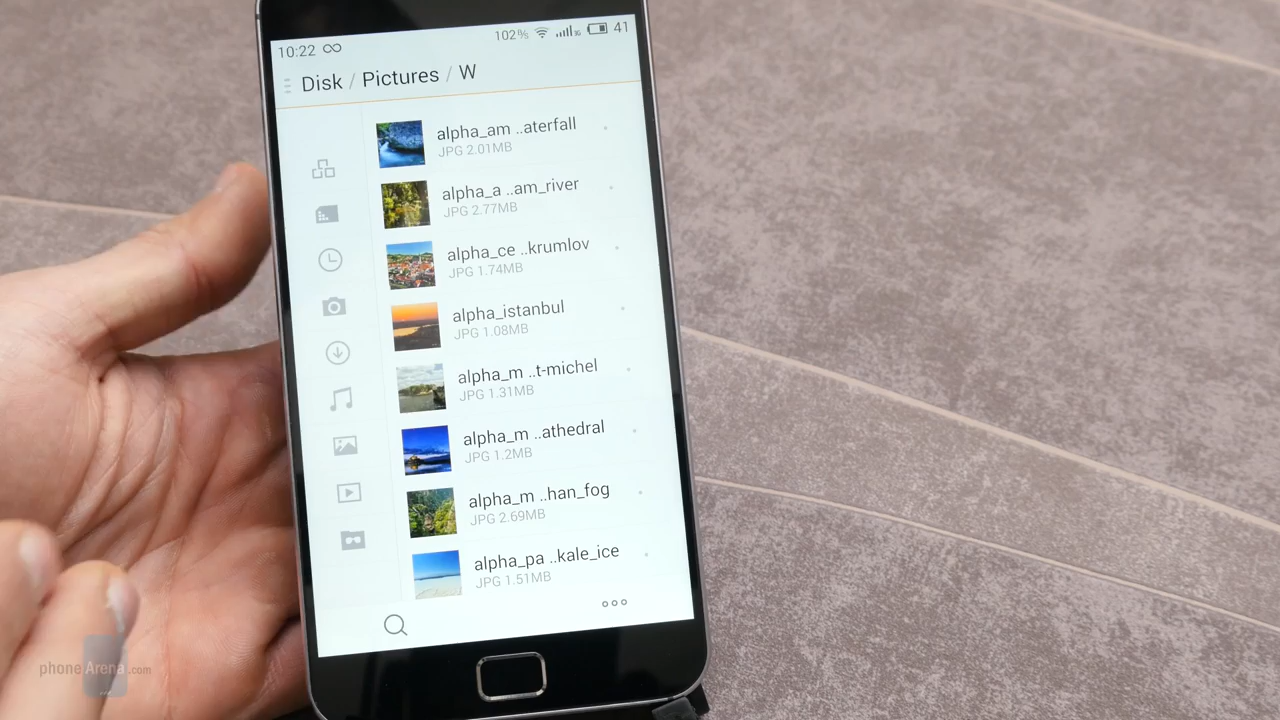 10:22 102% 3G 41
Disk / Pictures / W
alpha_am ..aterfall
JPG 2.01MB
alpha_a ..am_river
JPG 2.77MB
alpha_ce ..krumlov
JPG 1.74MB
alpha_istanbul
JPG 1.08MB
alpha_m ..t-michel
JPG 1.31MB
alpha_m ..athedral
JPG 1.2MB
alpha_m ..han_fog
JPG 2.69MB
alpha_pa ..kale_ice
JPG 1.51MB
phoneArena.com